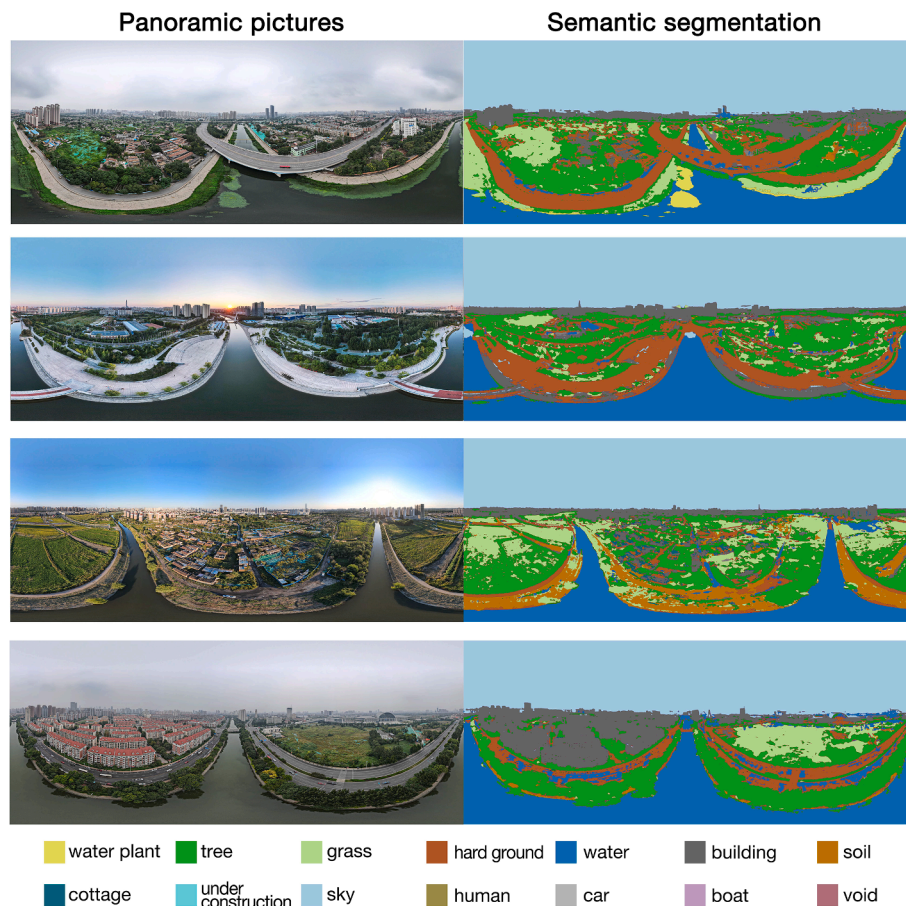 Panoramic pictures Semantic segmentation
water plant tree grass hard ground water building soil
cottage under construction sky human car boat void